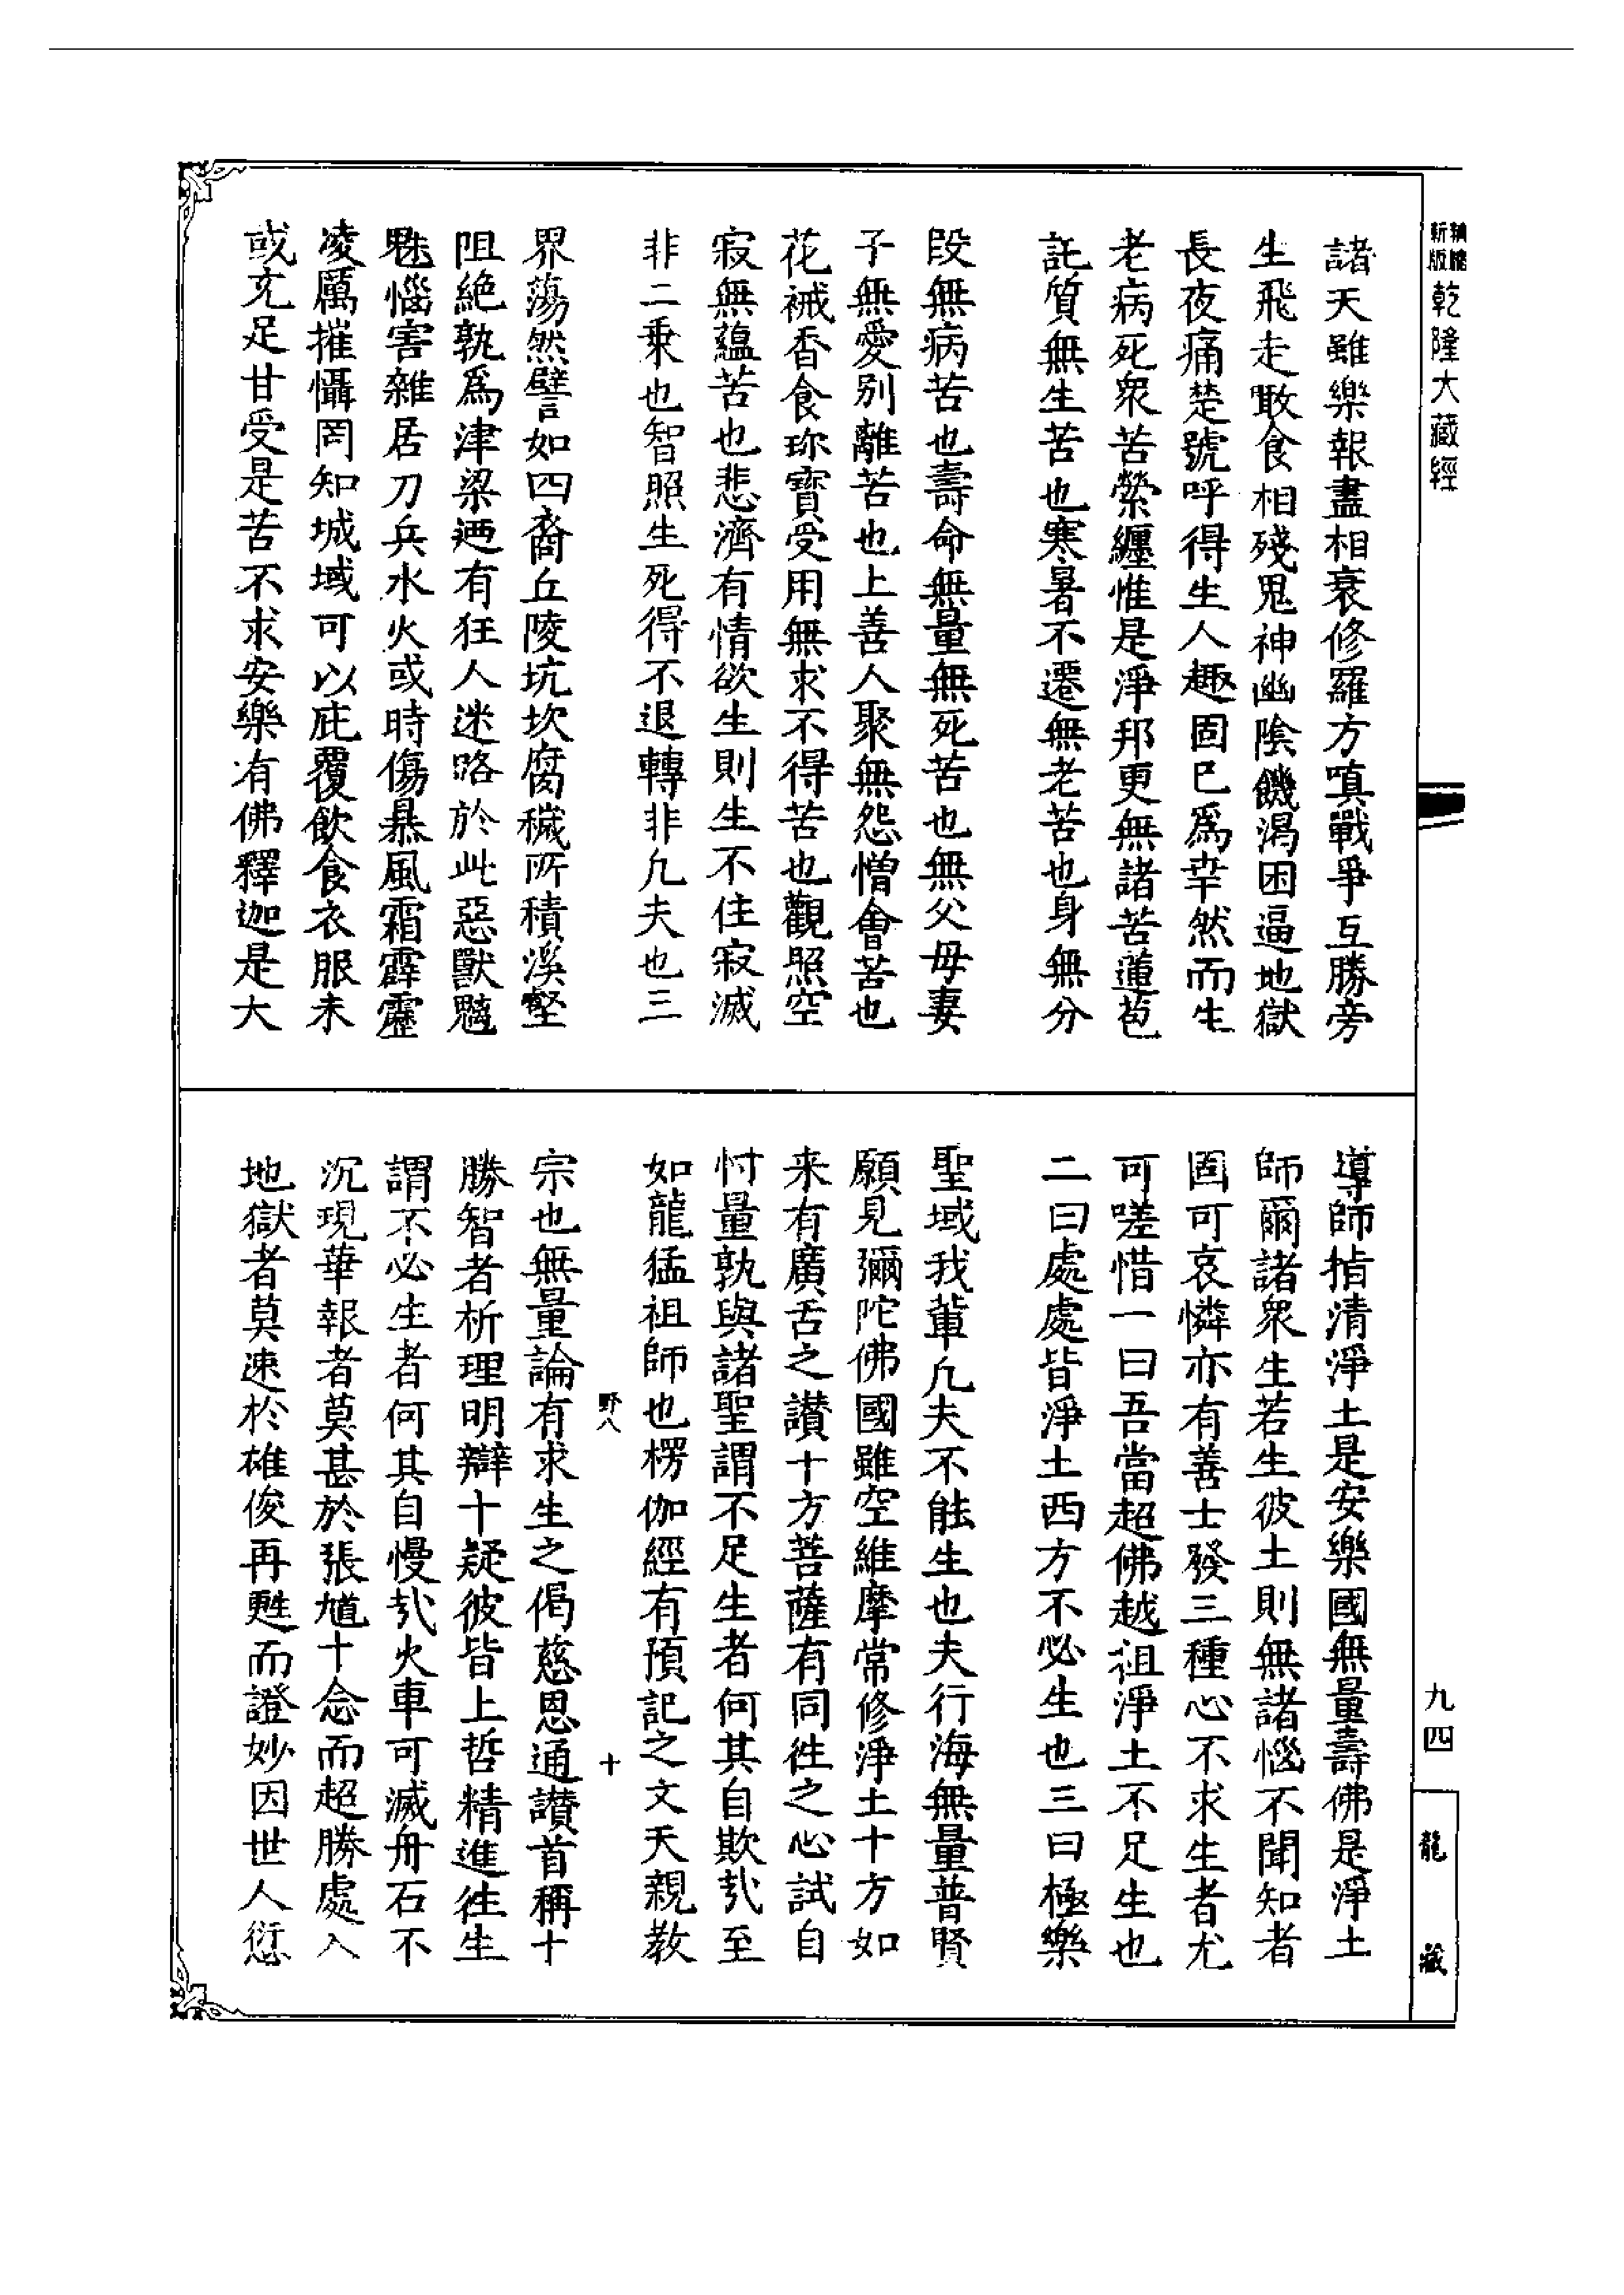 新版乾隆大藏經
諸天雖樂報盡相衰修羅方嗔戰爭互勝旁
生飛走噉食相殘鬼神幽陰饑渴困逼地獄
長夜痛楚號呼得生人趣固已為幸然而生
老病死衆苦縈纏惟是淨邦更無諸苦蓮苞
託質無生苦也寒暑不遷無老苦也身無分
段無病苦也壽命無量無死苦也無父母妻
子無愛別離苦也上善人聚無怨憎會苦也
花裓香食珍寶受用無求不得苦也觀照空
寂無蘊苦也悲濟有情欲生則生不住寂滅
非二乘也智照生死得不退轉非凡夫也三
界蕩然譬如四裔丘陵坑坎腐穢所積溪壑
阻絶孰為津梁迺有狂人迷路於此惡獸魑
魅惱害雜居刀兵水火或時傷暴風霜霹靂
凌厲摧懾罔知城域可以庇覆飲食衣服未
或充足甘受是苦不求安樂有佛釋迦是大
導師指清淨土是安樂國無量壽佛是淨土
師爾諸衆生若生彼土則無諸惱不聞知者
固可哀憐亦有善士發三種心不求生者尤
可嗟惜一曰吾當超佛越祖淨土不足生也
二曰處處皆淨土西方不必生也三曰極樂
聖域我輩凡夫不能生也夫行海無量普賢
願見彌陀佛國雖空維摩常修淨土十方如
来有廣舌之讃十方菩薩有同徃之心試自
忖量孰與諸聖謂不足生者何其自欺㢤至
如龍猛祖師也楞伽經有預記之文天親教
野八
十
宗也無量論有求生之偈慈恩通讃首稱十
勝智者析理明辯十疑彼皆上哲精進徃生
謂不必生者何其自慢㢤火車可滅舟石不
沉現華報者莫甚於張馗十念而超勝處入
地獄者莫速於雄俊再甦而證妙因世人愆
九四
龍藏